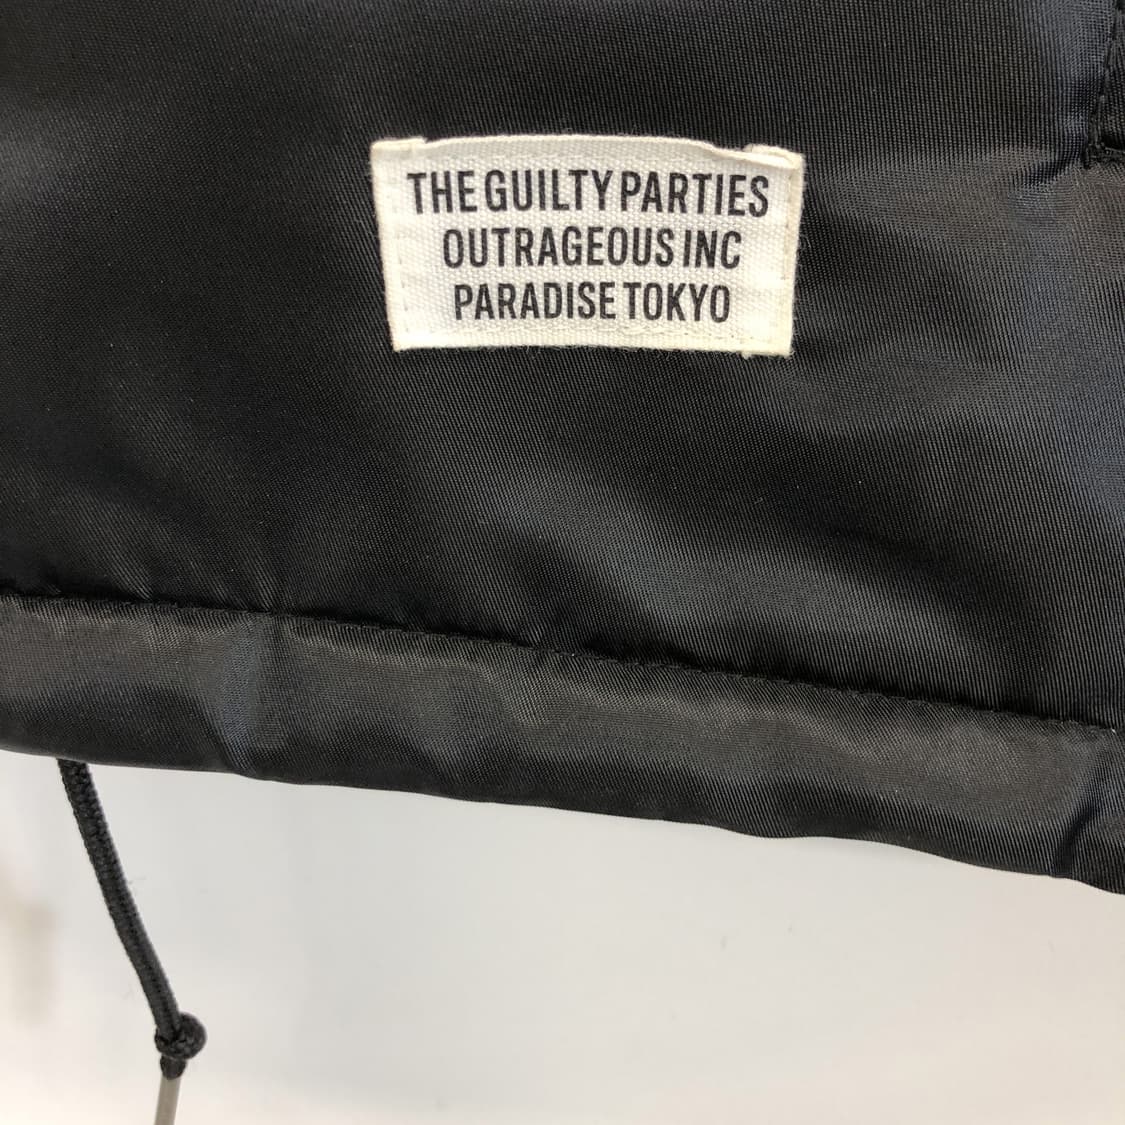 THE GUILTY PARTIES
OUTRAGEOUS INC
PARADISE TOKYO